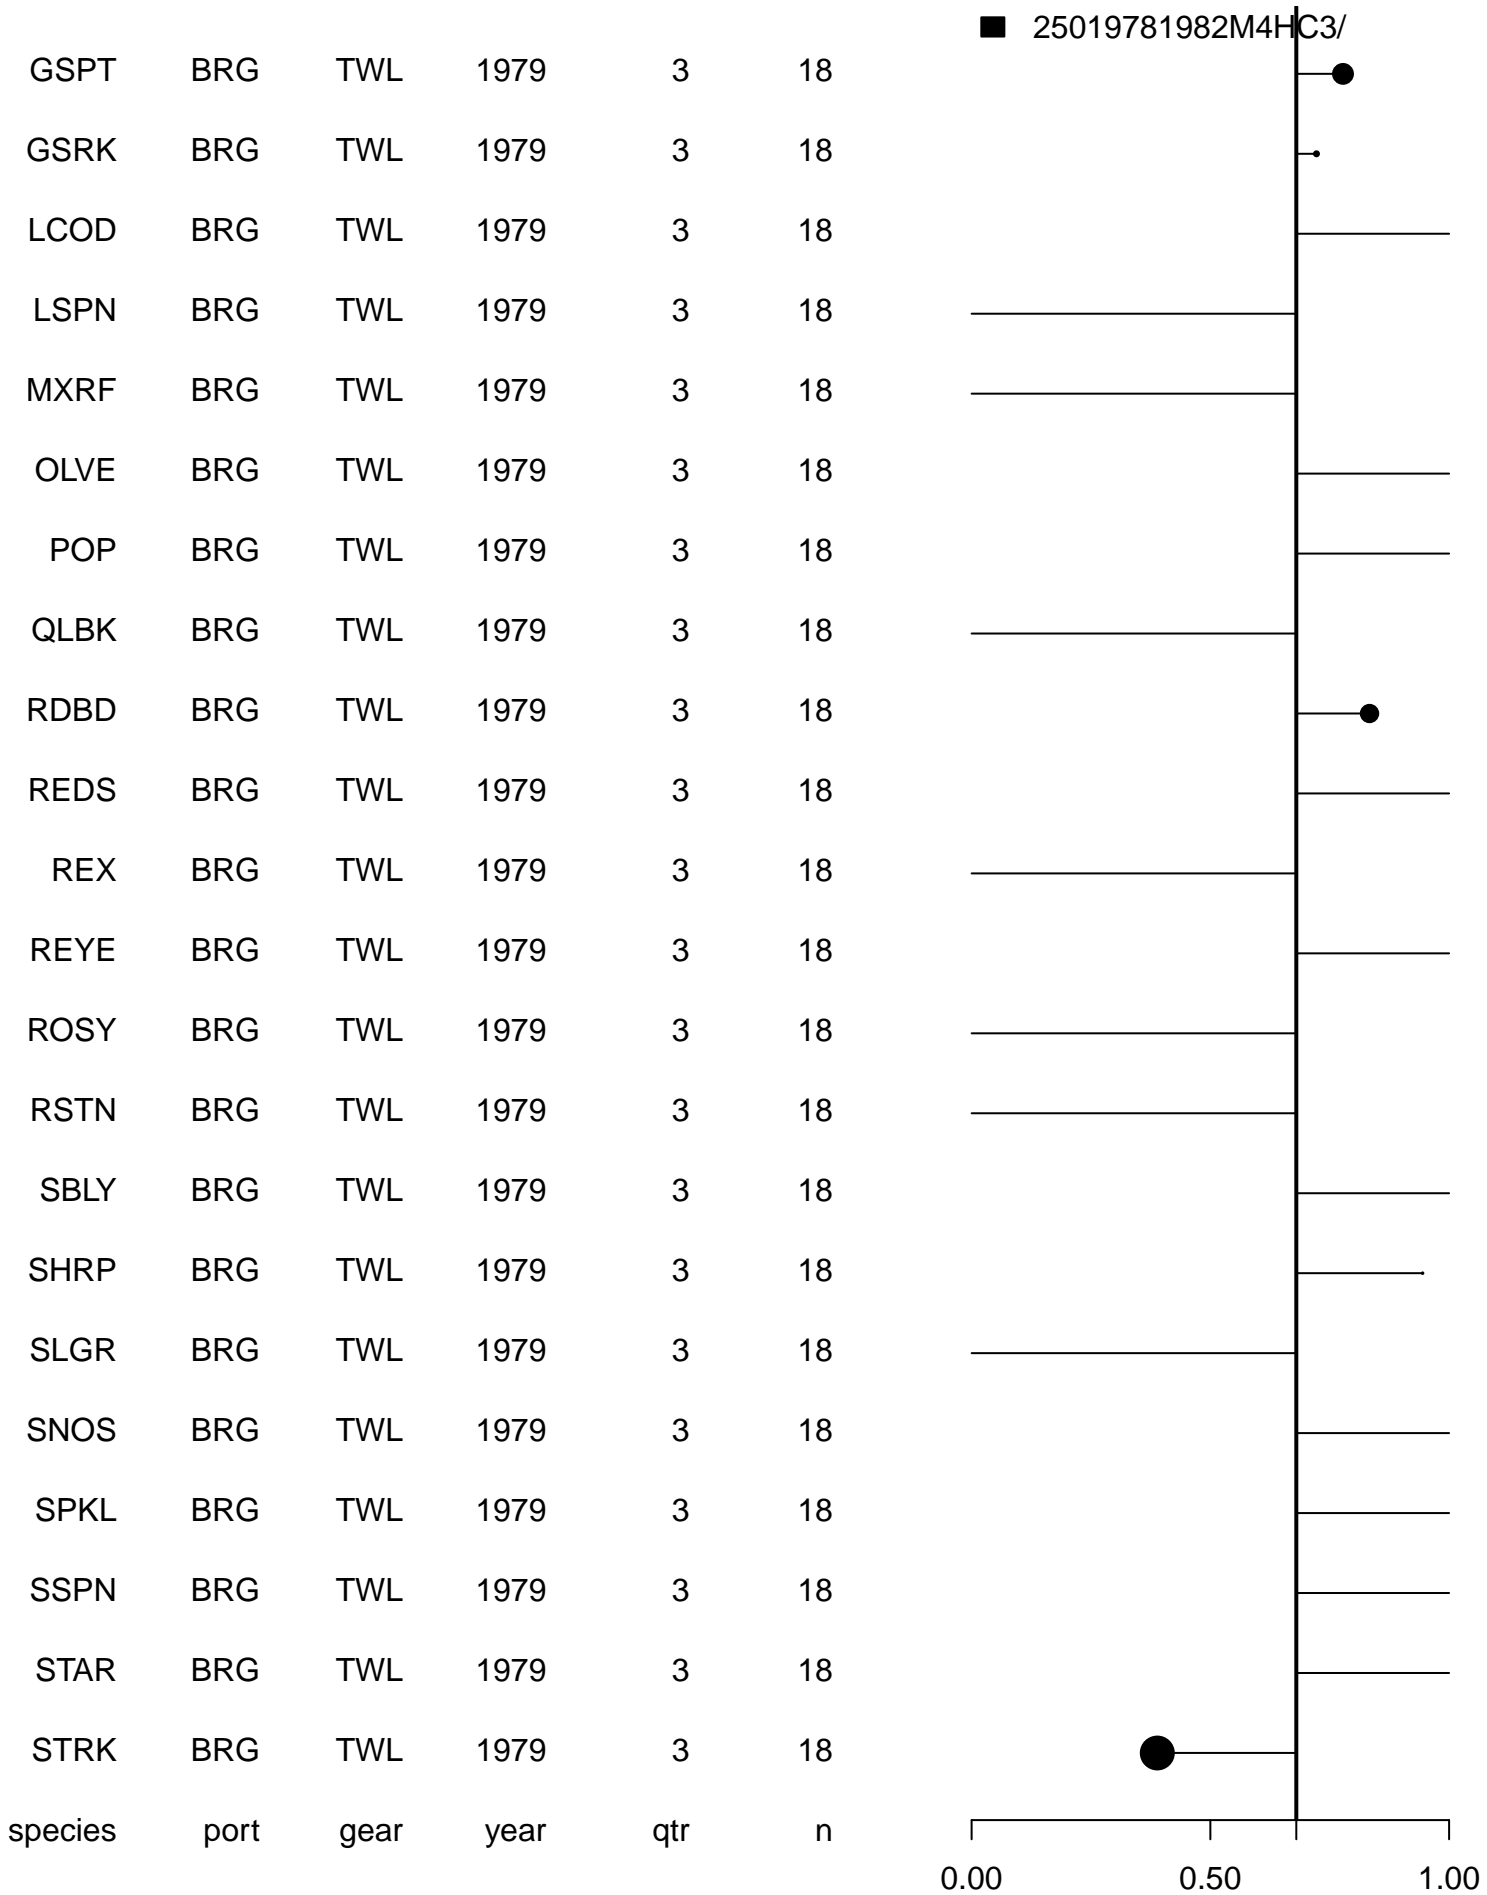 25019781982M4HC3/
GSPT BRG TWL 1979 3 18
GSRK BRG TWL 1979 3 18
LCOD BRG TWL 1979 3 18
LSPN BRG TWL 1979 3 18
MXRF BRG TWL 1979 3 18
OLVE BRG TWL 1979 3 18
POP BRG TWL 1979 3 18
QLBK BRG TWL 1979 3 18
RDBD BRG TWL 1979 3 18
REDS BRG TWL 1979 3 18
REX BRG TWL 1979 3 18
REYE BRG TWL 1979 3 18
ROSY BRG TWL 1979 3 18
RSTN BRG TWL 1979 3 18
SBLY BRG TWL 1979 3 18
SHRP BRG TWL 1979 3 18
SLGR BRG TWL 1979 3 18
SNOS BRG TWL 1979 3 18
SPKL BRG TWL 1979 3 18
SSPN BRG TWL 1979 3 18
STAR BRG TWL 1979 3 18
STRK BRG TWL 1979 3 18
species port gear year qtr n
0.00 0.50 1.00